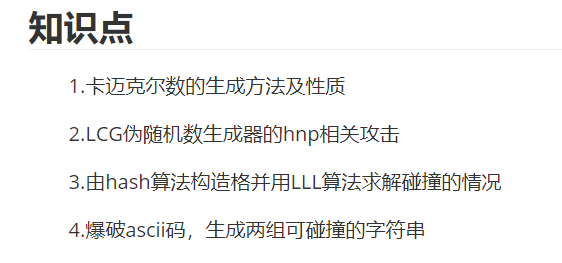 知识点
1.卡迈克尔数的生成方法及性质
2.LCG伪随机数生成器的hnp相关攻击
3.由hash算法构造格并用LLL算法求解碰撞的情况
4.爆破ascii码，生成两组可碰撞的字符串